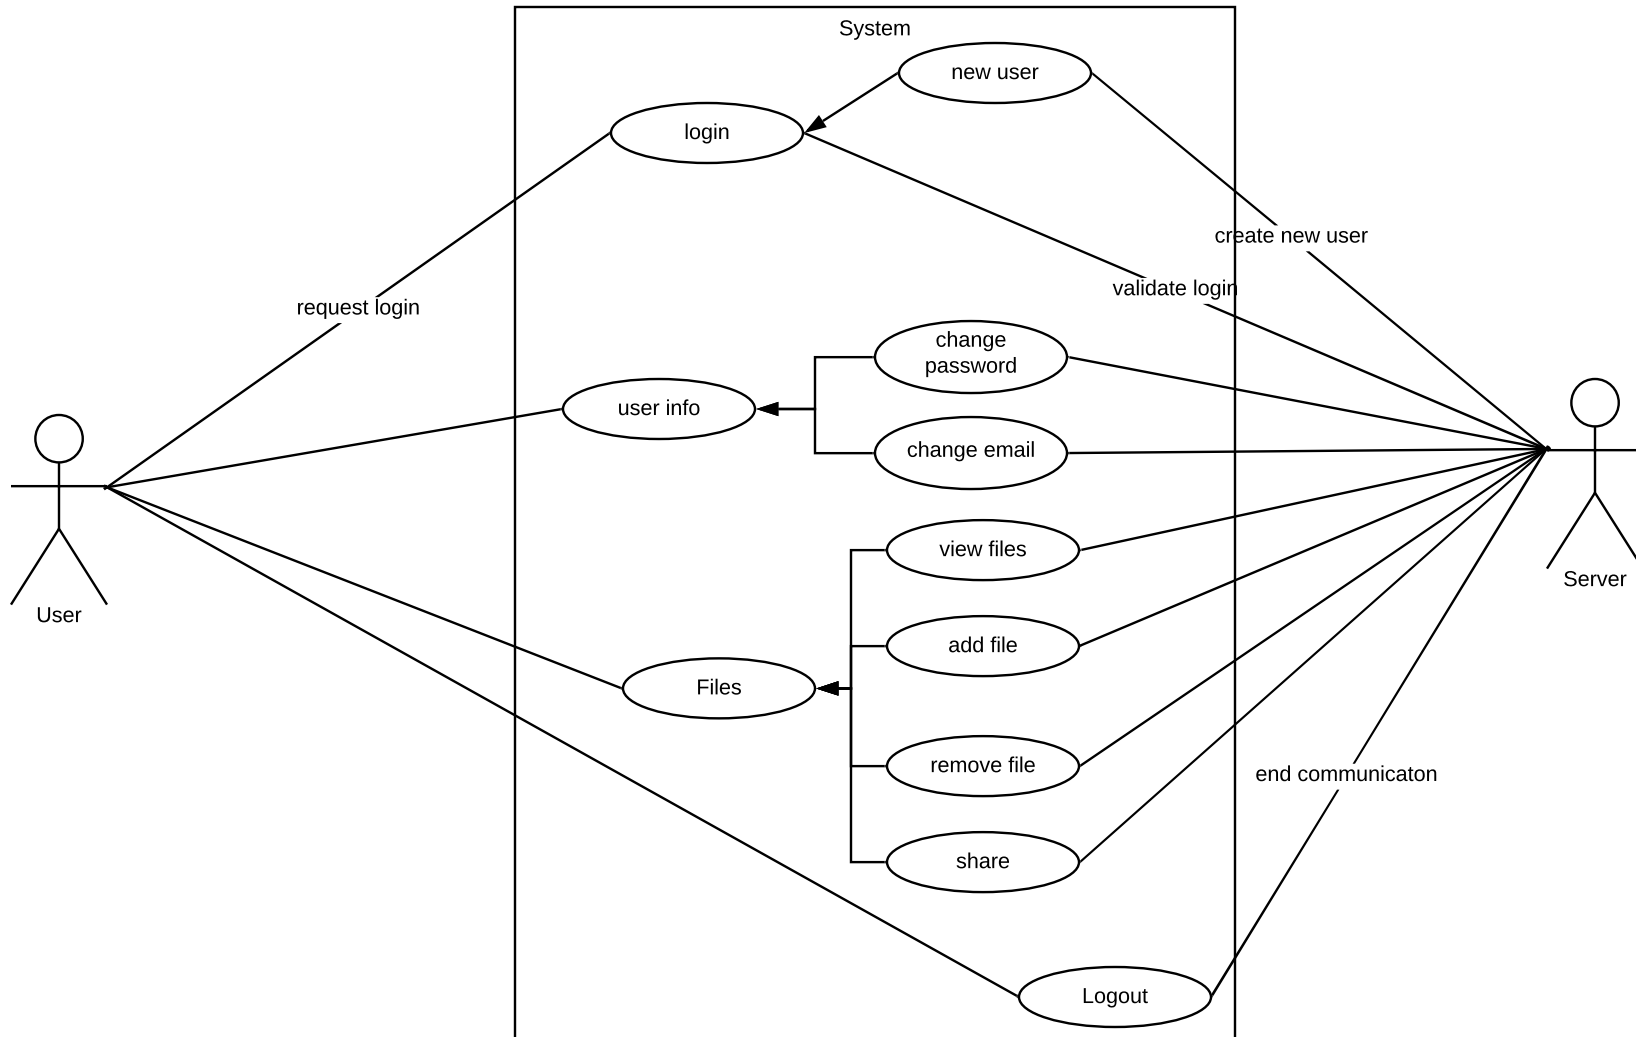 System
new user
login
create new user
validate login
request login
change
password
user info
change email
view files
Server
User
add file
Files
remove file
end communicaton
share
Logout